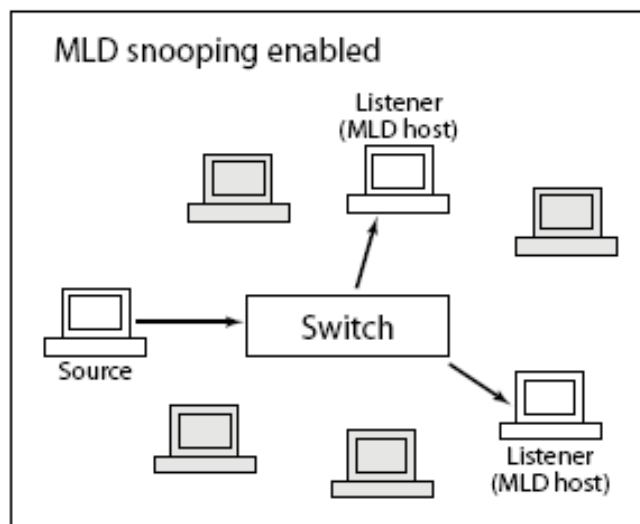 MLD snooping enabled
Listener
(MLD host)
Switch
Source
Listener
(MLD host)